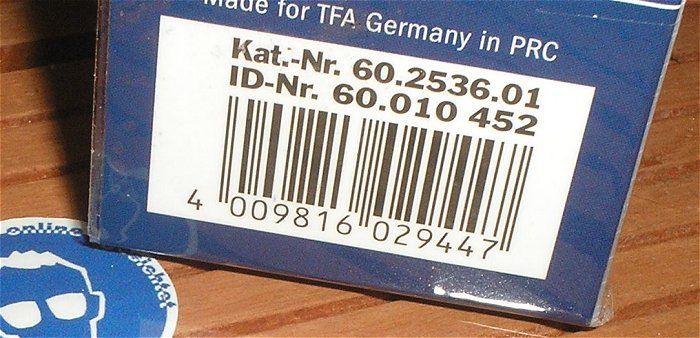 Made for TFA Germany in PRC
Kat.-Nr. 60.2536.01
ID-Nr. 60.010 452
4 009816 029447
online